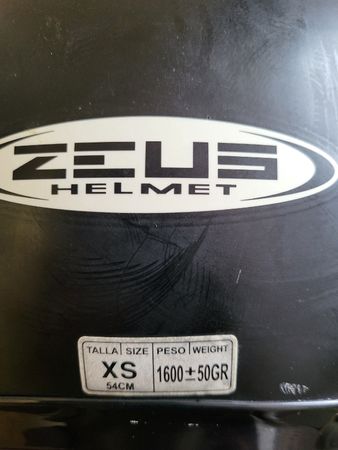 ZEUS
HELMET
TALLA SIZE PESO WEIGHT
XS 1600±50GR
54CM